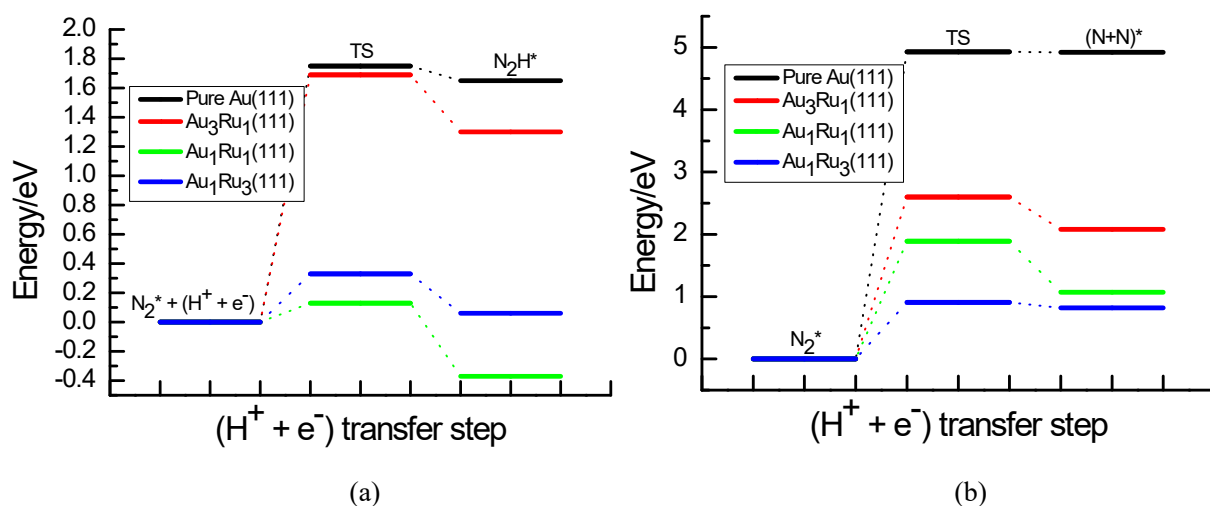 (a)
2.0
1.8
1.6
1.4
1.2
1.0
0.8
0.6
0.4
0.2
0.0
-0.2
-0.4
Energy/eV
TS
N₂H*
Pure Au(111)
Au₃Ru₁(111)
Au₁Ru₁(111)
Au₁Ru₃(111)
N₂* + (H⁺ + e⁻)
(H⁺ + e⁻) transfer step
(a)
(b)
5
4
3
2
1
0
Energy/eV
TS
(N+N)*
Pure Au(111)
Au₃Ru₁(111)
Au₁Ru₁(111)
Au₁Ru₃(111)
N₂*
(H⁺ + e⁻) transfer step
(b)